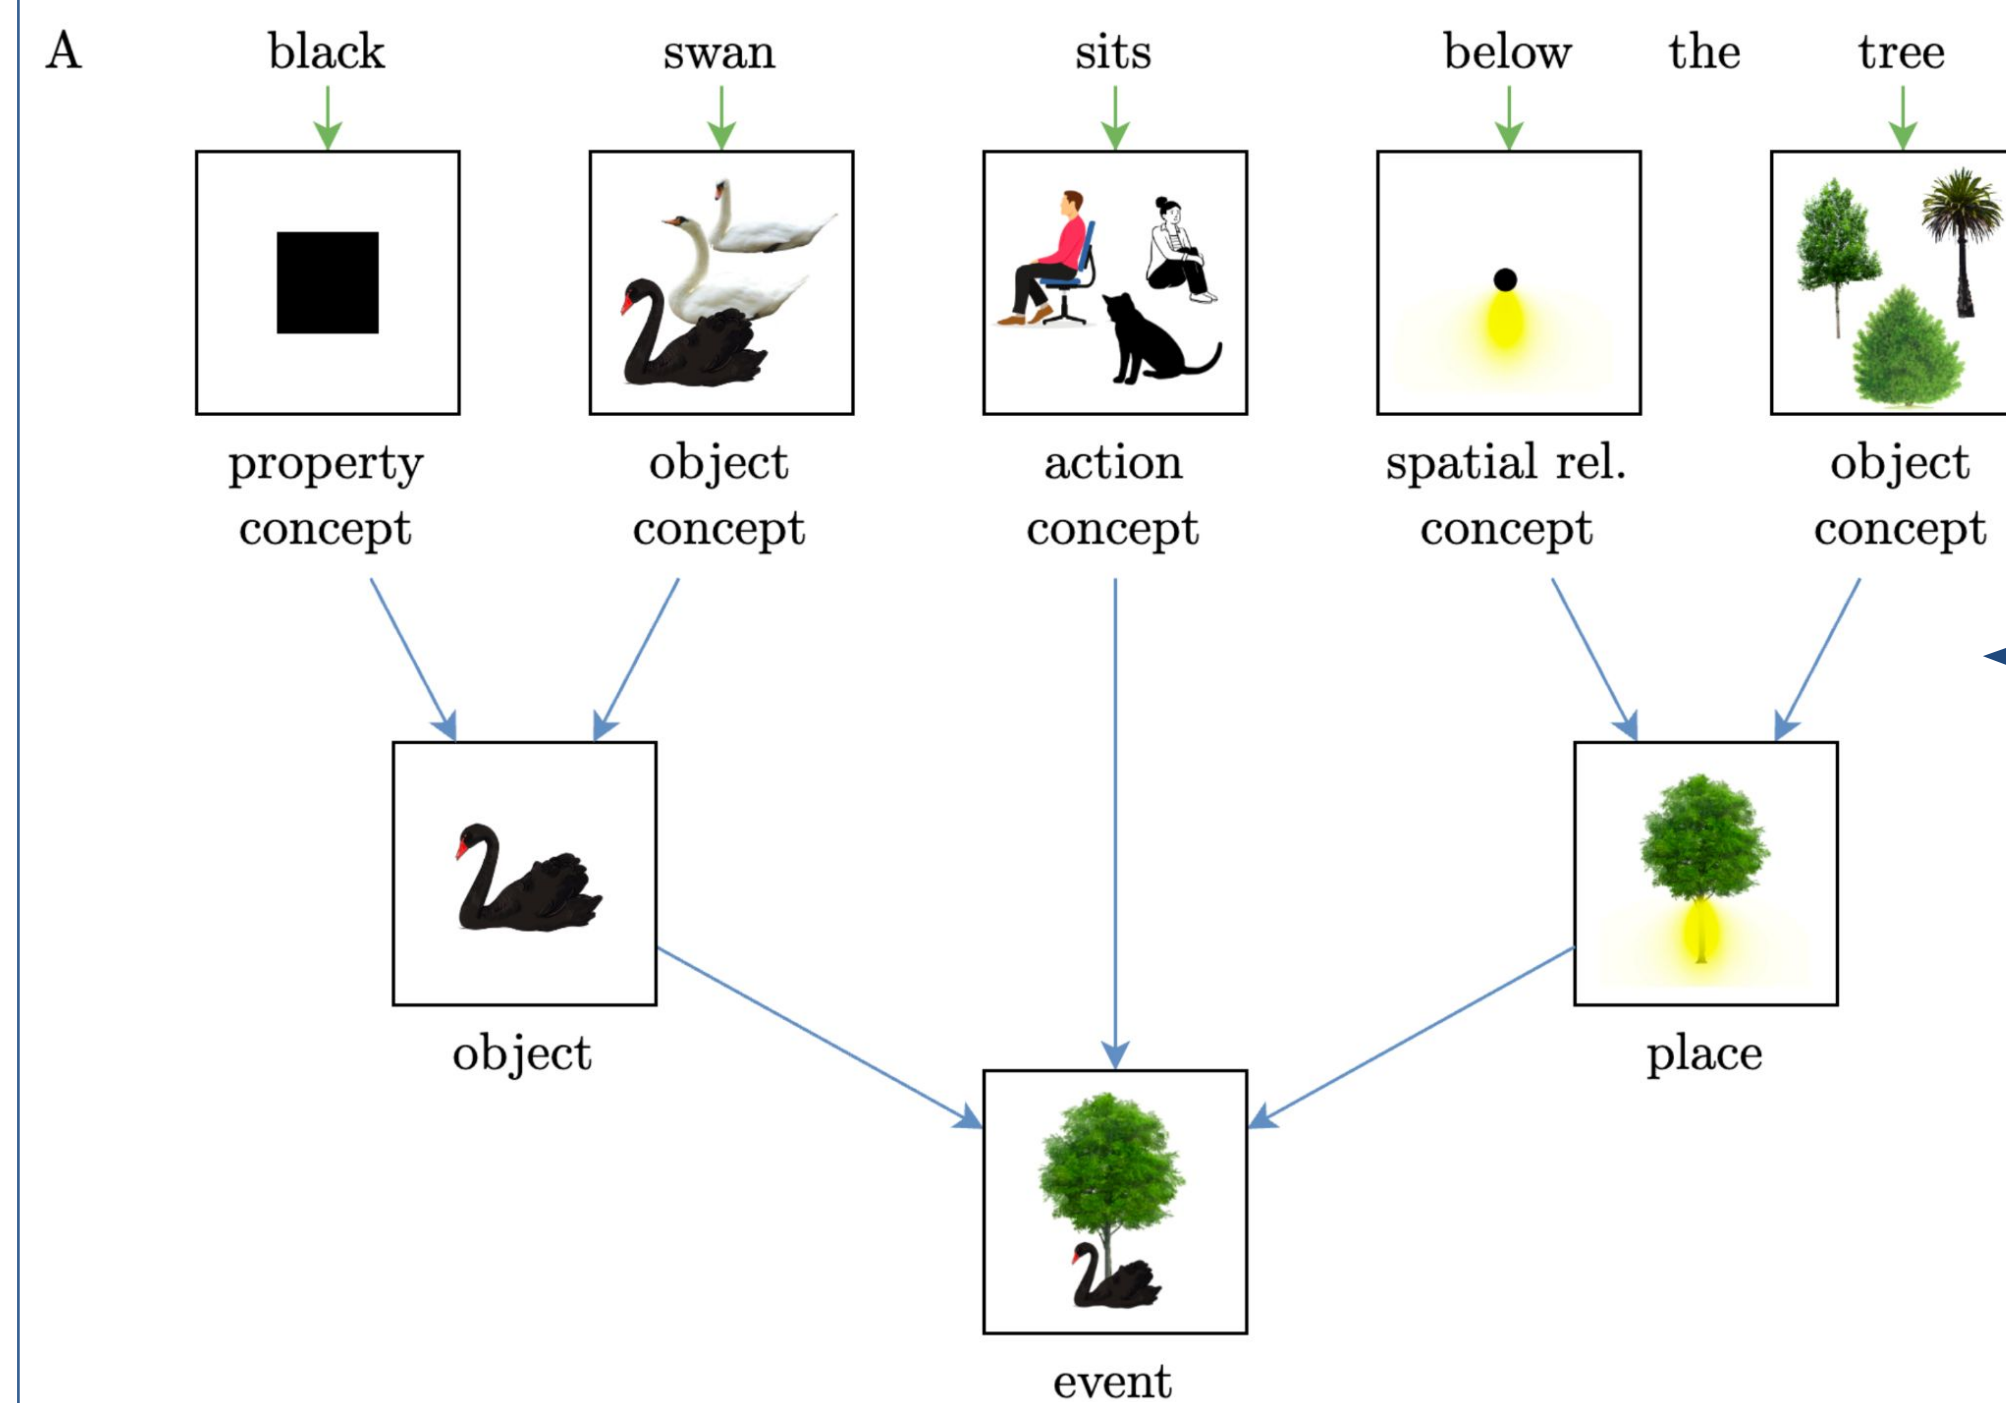 A black swan sits below the tree
property object action spatial rel. object
concept concept concept concept concept
object place
event